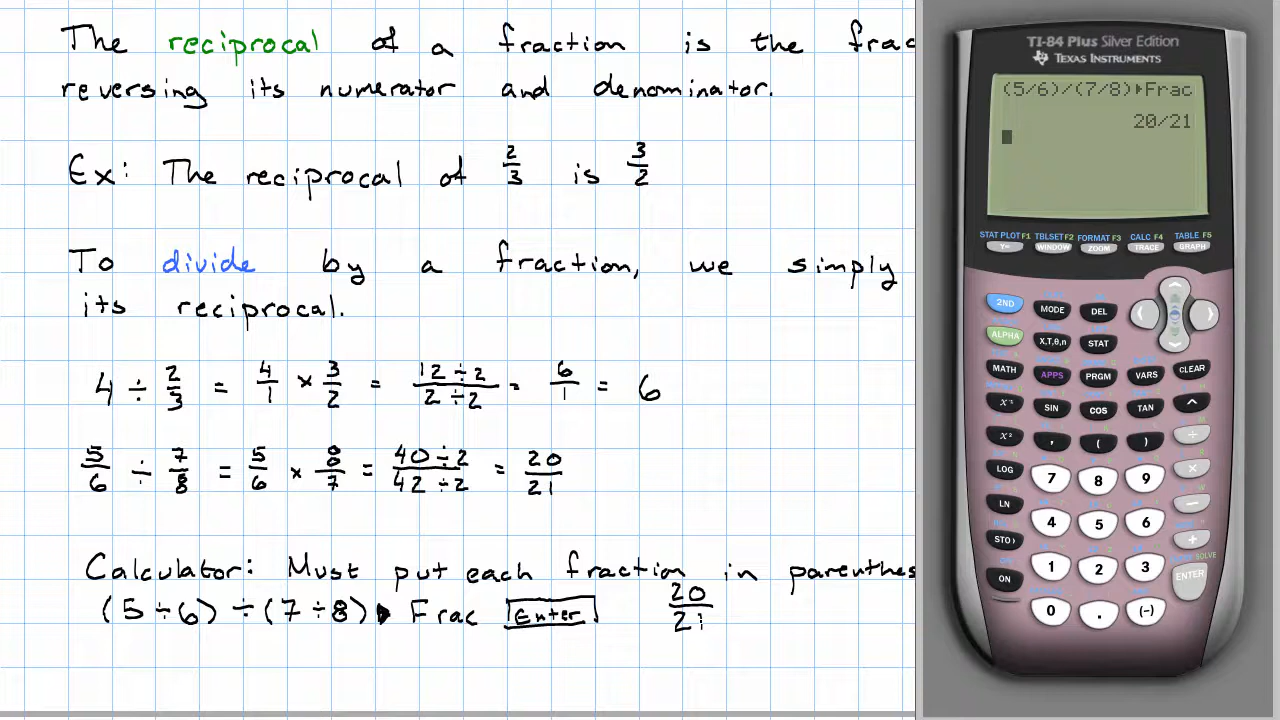 The reciprocal of a fraction is the frac
reversing its numerator and denominator.
Ex: The reciprocal of 2/3 is 3/2
To divide by a fraction, we simply
its reciprocal.
4 ÷ 2/3 = 4/1 × 3/2 = 12÷2/2÷2 = 6/1 = 6
5/6 ÷ 7/8 = 5/6 × 8/7 = 40÷2/42÷2 = 20/21
Calculator: Must put each fraction in parenthes
(5÷6) ÷ (7÷8) ▶ Frac Enter 20/21
TI-84 Plus Silver Edition
TEXAS INSTRUMENTS
(5/6)/(7/8)▶Frac
20/21
STAT PLOT F1 TBLSET F2 FORMAT F3 CALC F4 TABLE F5
Y= WINDOW ZOOM TRACE GRAPH
2ND MODE DEL
ALPHA X,T,θ,n STAT
MATH APPS PRGM VARS CLEAR
x⁻¹ SIN COS TAN ^
x² , ( ) ÷
LOG 7 8 9 ×
LN 4 5 6 −
STO› 1 2 3 +
SOLVE
ON 0 . (−) ENTER